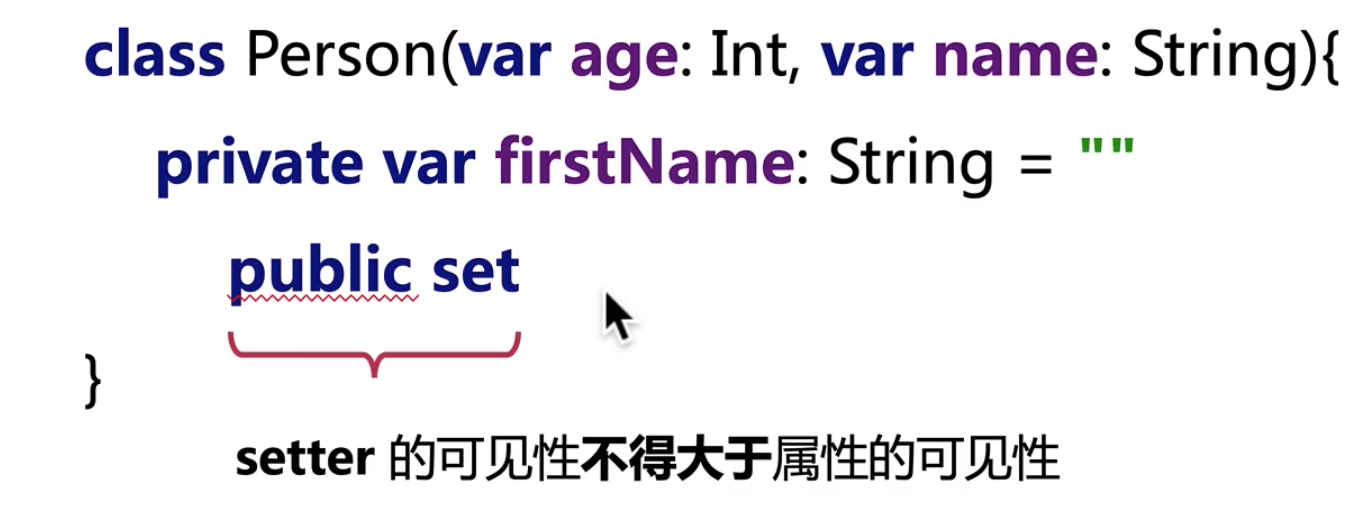 class Person(var age: Int, var name: String){
private var firstName: String = ""
public set
}
setter 的可见性不得大于属性的可见性